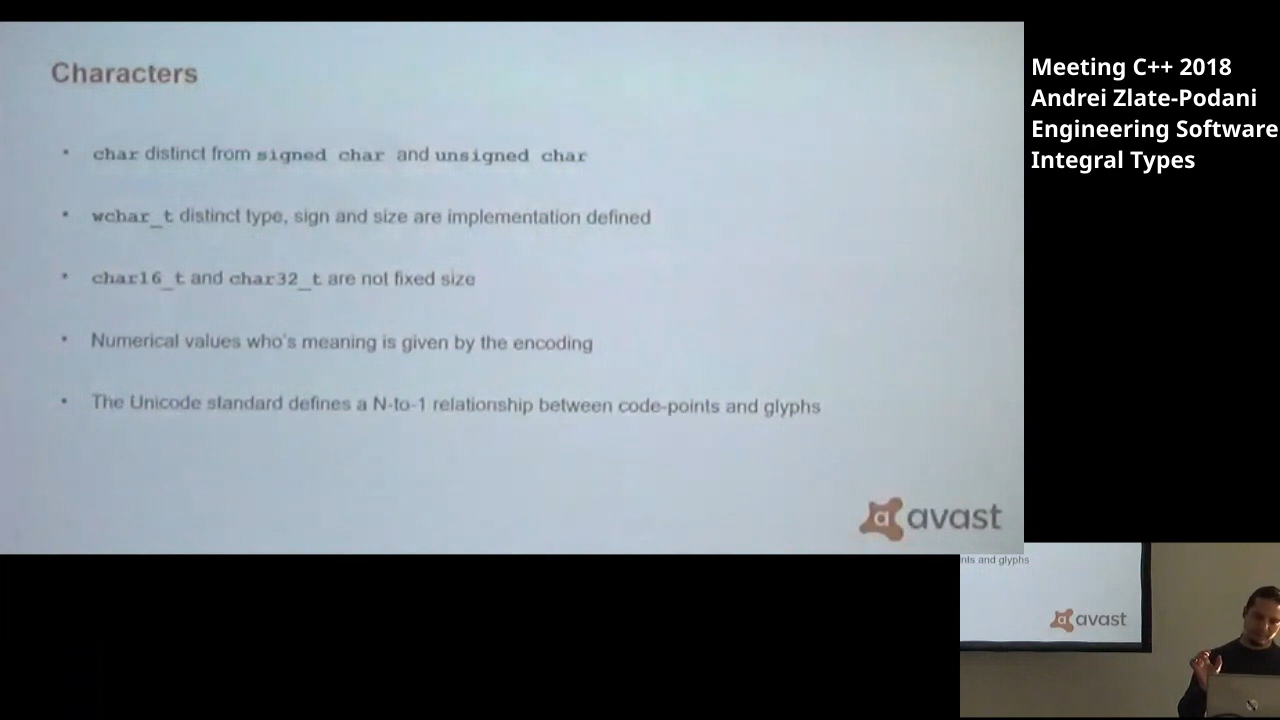 Characters
• char distinct from signed char and unsigned char
• wchar_t distinct type, sign and size are implementation defined
• char16_t and char32_t are not fixed size
• Numerical values who's meaning is given by the encoding
• The Unicode standard defines a N-to-1 relationship between code-points and glyphs
avast
Meeting C++ 2018
Andrei Zlate-Podani
Engineering Software
Integral Types
nts and glyphs
avast